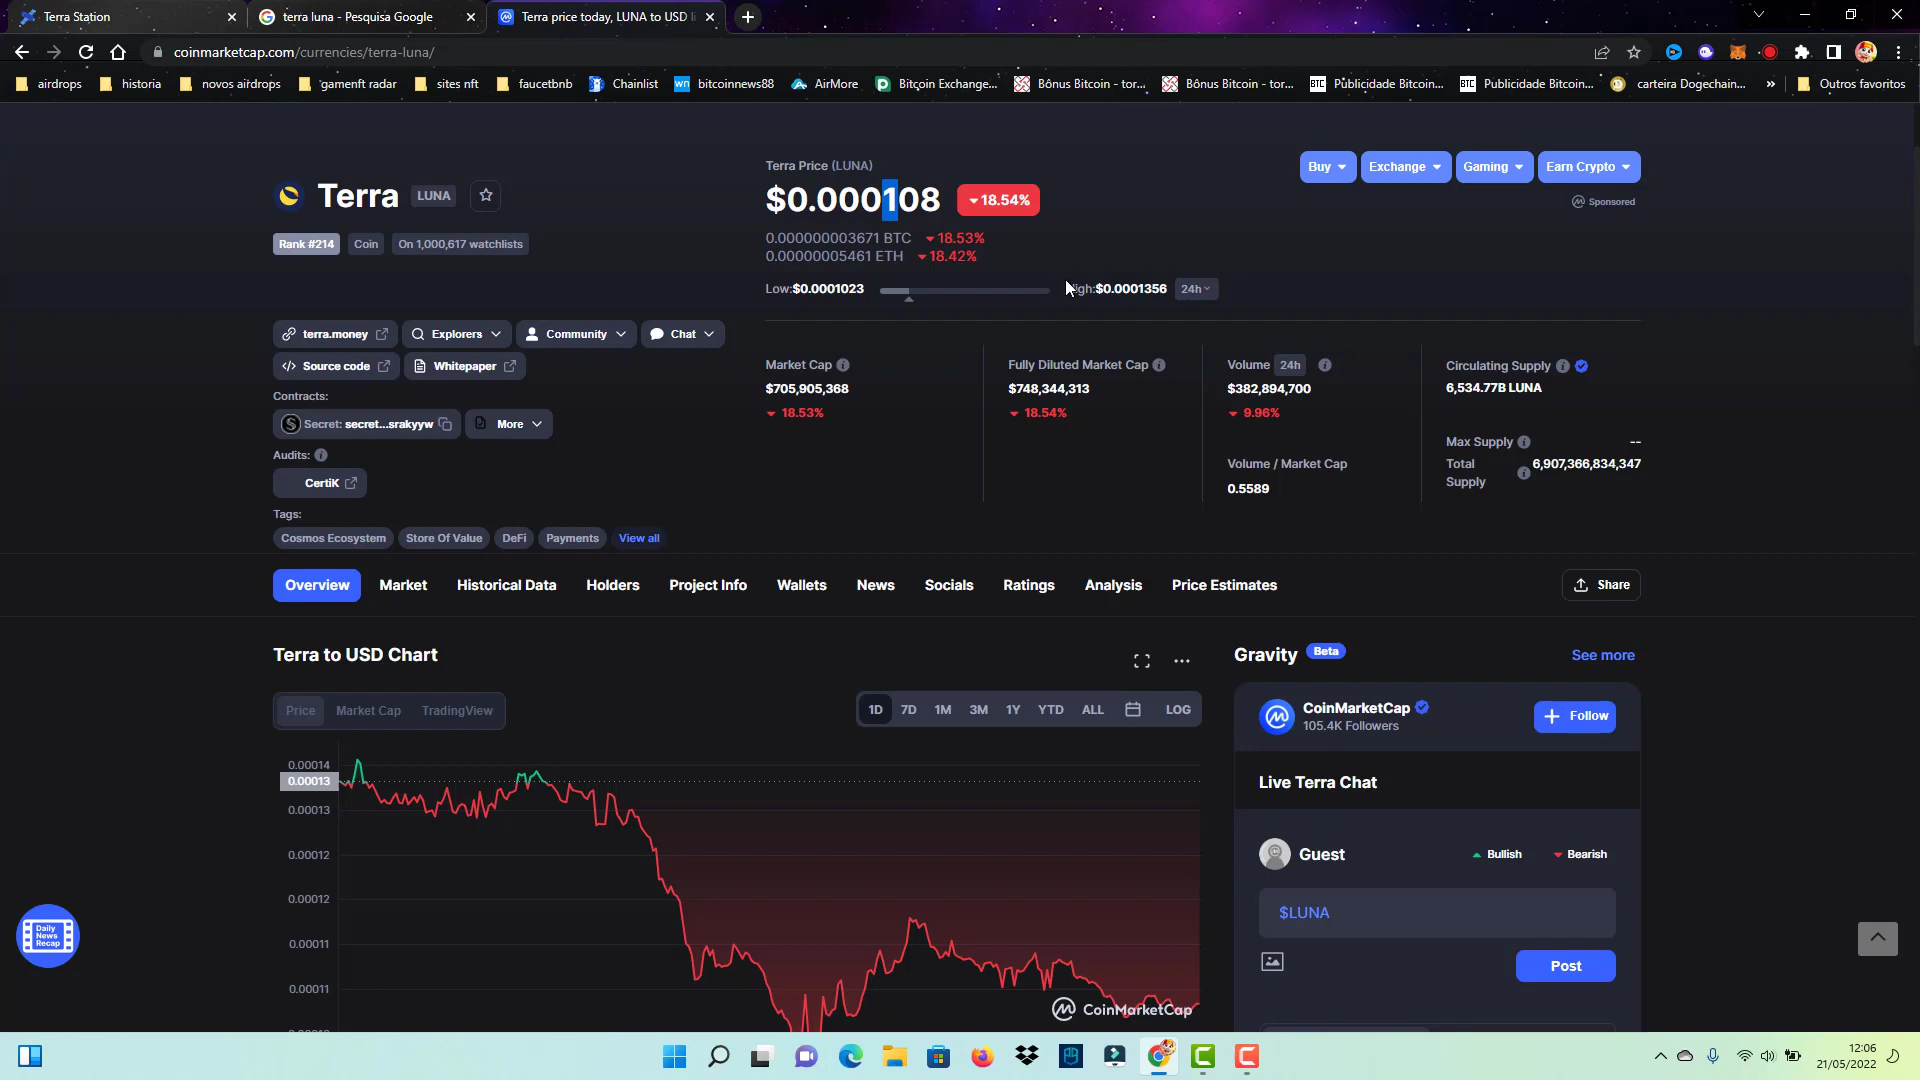 Terra Station
terra luna - Pesquisa Google
Terra price today, LUNA to USD li
coinmarketcap.com/currencies/terra-luna/
airdrops
historia
novos airdrops
gamenft radar
sites nft
faucetbnb
Chainlist
bitcoinnews88
AirMore
Bitcoin Exchange...
Bônus Bitcoin - tor...
Bônus Bitcoin - tor...
Publicidade Bitcoin...
Publicidade Bitcoin...
carteira Dogechain...
»
Outros favoritos
Terra Price (LUNA)
Buy
Exchange
Gaming
Earn Crypto
Terra LUNA
$0.000108
18.54%
Sponsored
Rank #214
Coin
On 1,000,617 watchlists
0.000000003671 BTC
18.53%
0.00000005461 ETH
18.42%
Low:$0.0001023
$0.0001356
24h
terra.money
Explorers
Community
Chat
Source code
Whitepaper
Market Cap
$705,905,368
18.53%
Fully Diluted Market Cap
$748,344,313
18.54%
Volume 24h
$382,894,700
9.96%
Volume / Market Cap
0.5589
Circulating Supply
6,534.77B LUNA
Max Supply
--
Total Supply
6,907,366,834,347
Contracts:
Secret: secret...srakyyw
More
Audits:
CertiK
Tags:
Cosmos Ecosystem
Store Of Value
DeFi
Payments
View all
Overview
Market
Historical Data
Holders
Project Info
Wallets
News
Socials
Ratings
Analysis
Price Estimates
Share
Terra to USD Chart
Price
Market Cap
TradingView
1D
7D
1M
3M
1Y
YTD
ALL
LOG
0.00014
0.00013
0.00013
0.00012
0.00012
0.00011
0.00011
CoinMarketCap
Gravity Beta
See more
CoinMarketCap
105.4K Followers
Follow
Live Terra Chat
Guest
Bullish
Bearish
$LUNA
Post
Daily
News
Recap
12:06
21/05/2022